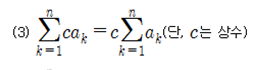 (3) $\sum_{k=1}^{n} ca_k = c\sum_{k=1}^{n} a_k$(단, $c$는 상수)